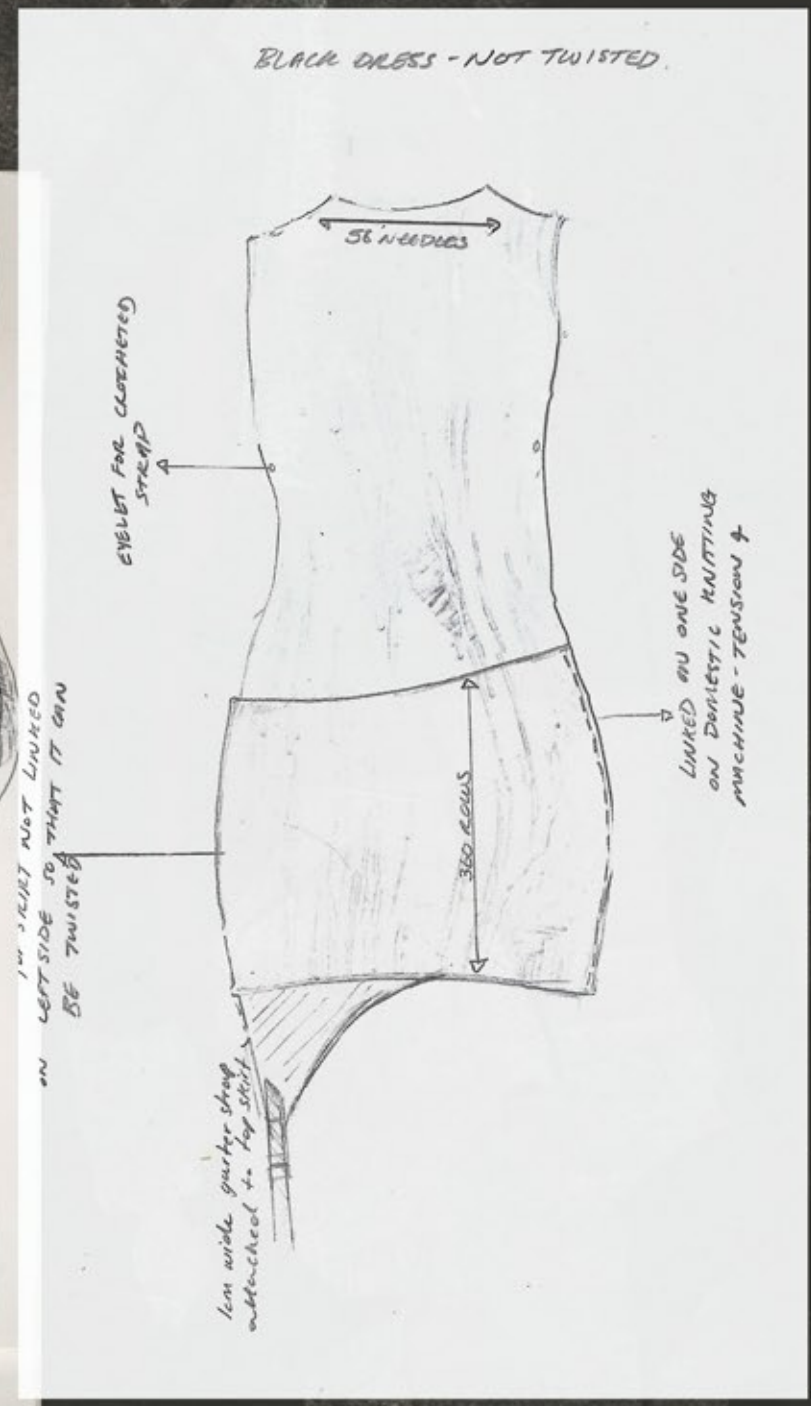 BLACK DRESS - NOT TWISTED.
56 NEEDLES
EYELET FOR CROCHETED
STRAP
LINKED ON ONE SIDE
ON DOMESTIC KNITTING
MACHINE - TENSION 4
360 ROWS
SKIRT NOT LINKED
ON LEFT SIDE SO THAT IT CAN
BE TWISTED
1cm wide garter strap
attached to top skirt